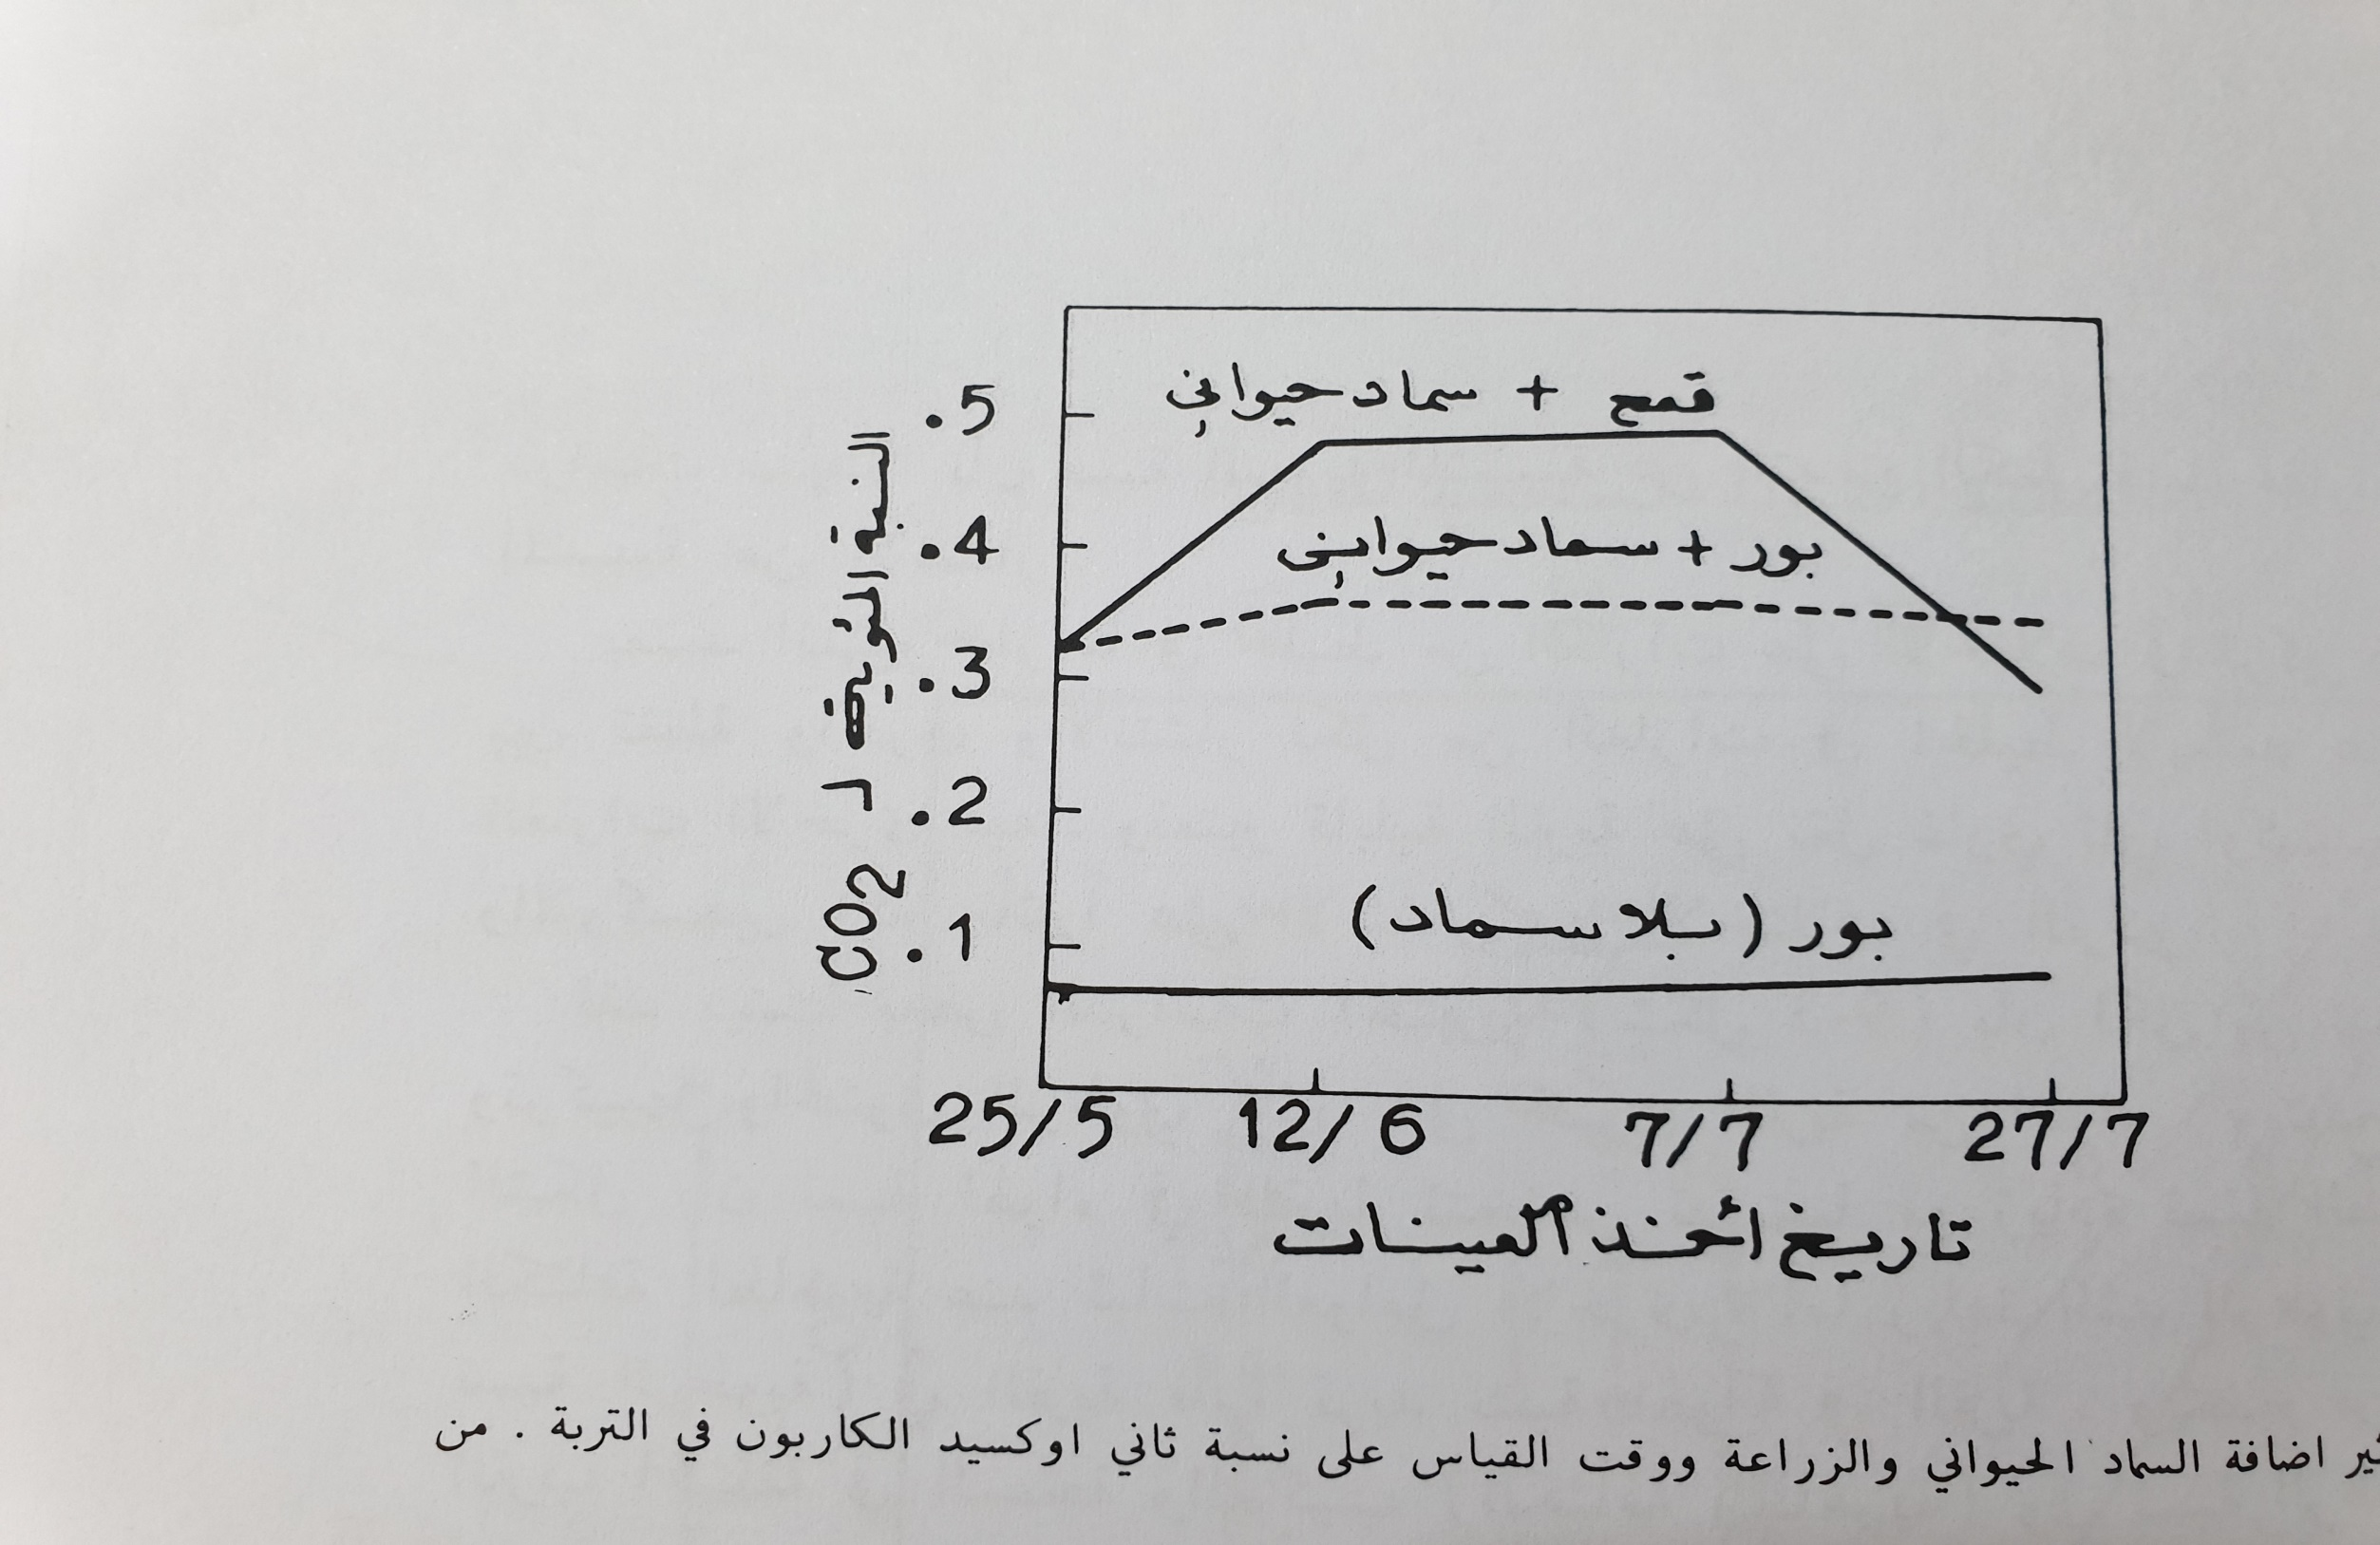 .5
قمح + سماد حيواني
.4
بور + سماد حيواني
.3
.2
بور (بلا سماد)
.1
النسبة المئوية لـ CO2
25/5 12/6 7/7 27/7
تاريخ أخذ العينات
اضافة السماد الحيواني والزراعة ووقت القياس على نسبة ثاني اوكسيد الكاربون في التربة . من